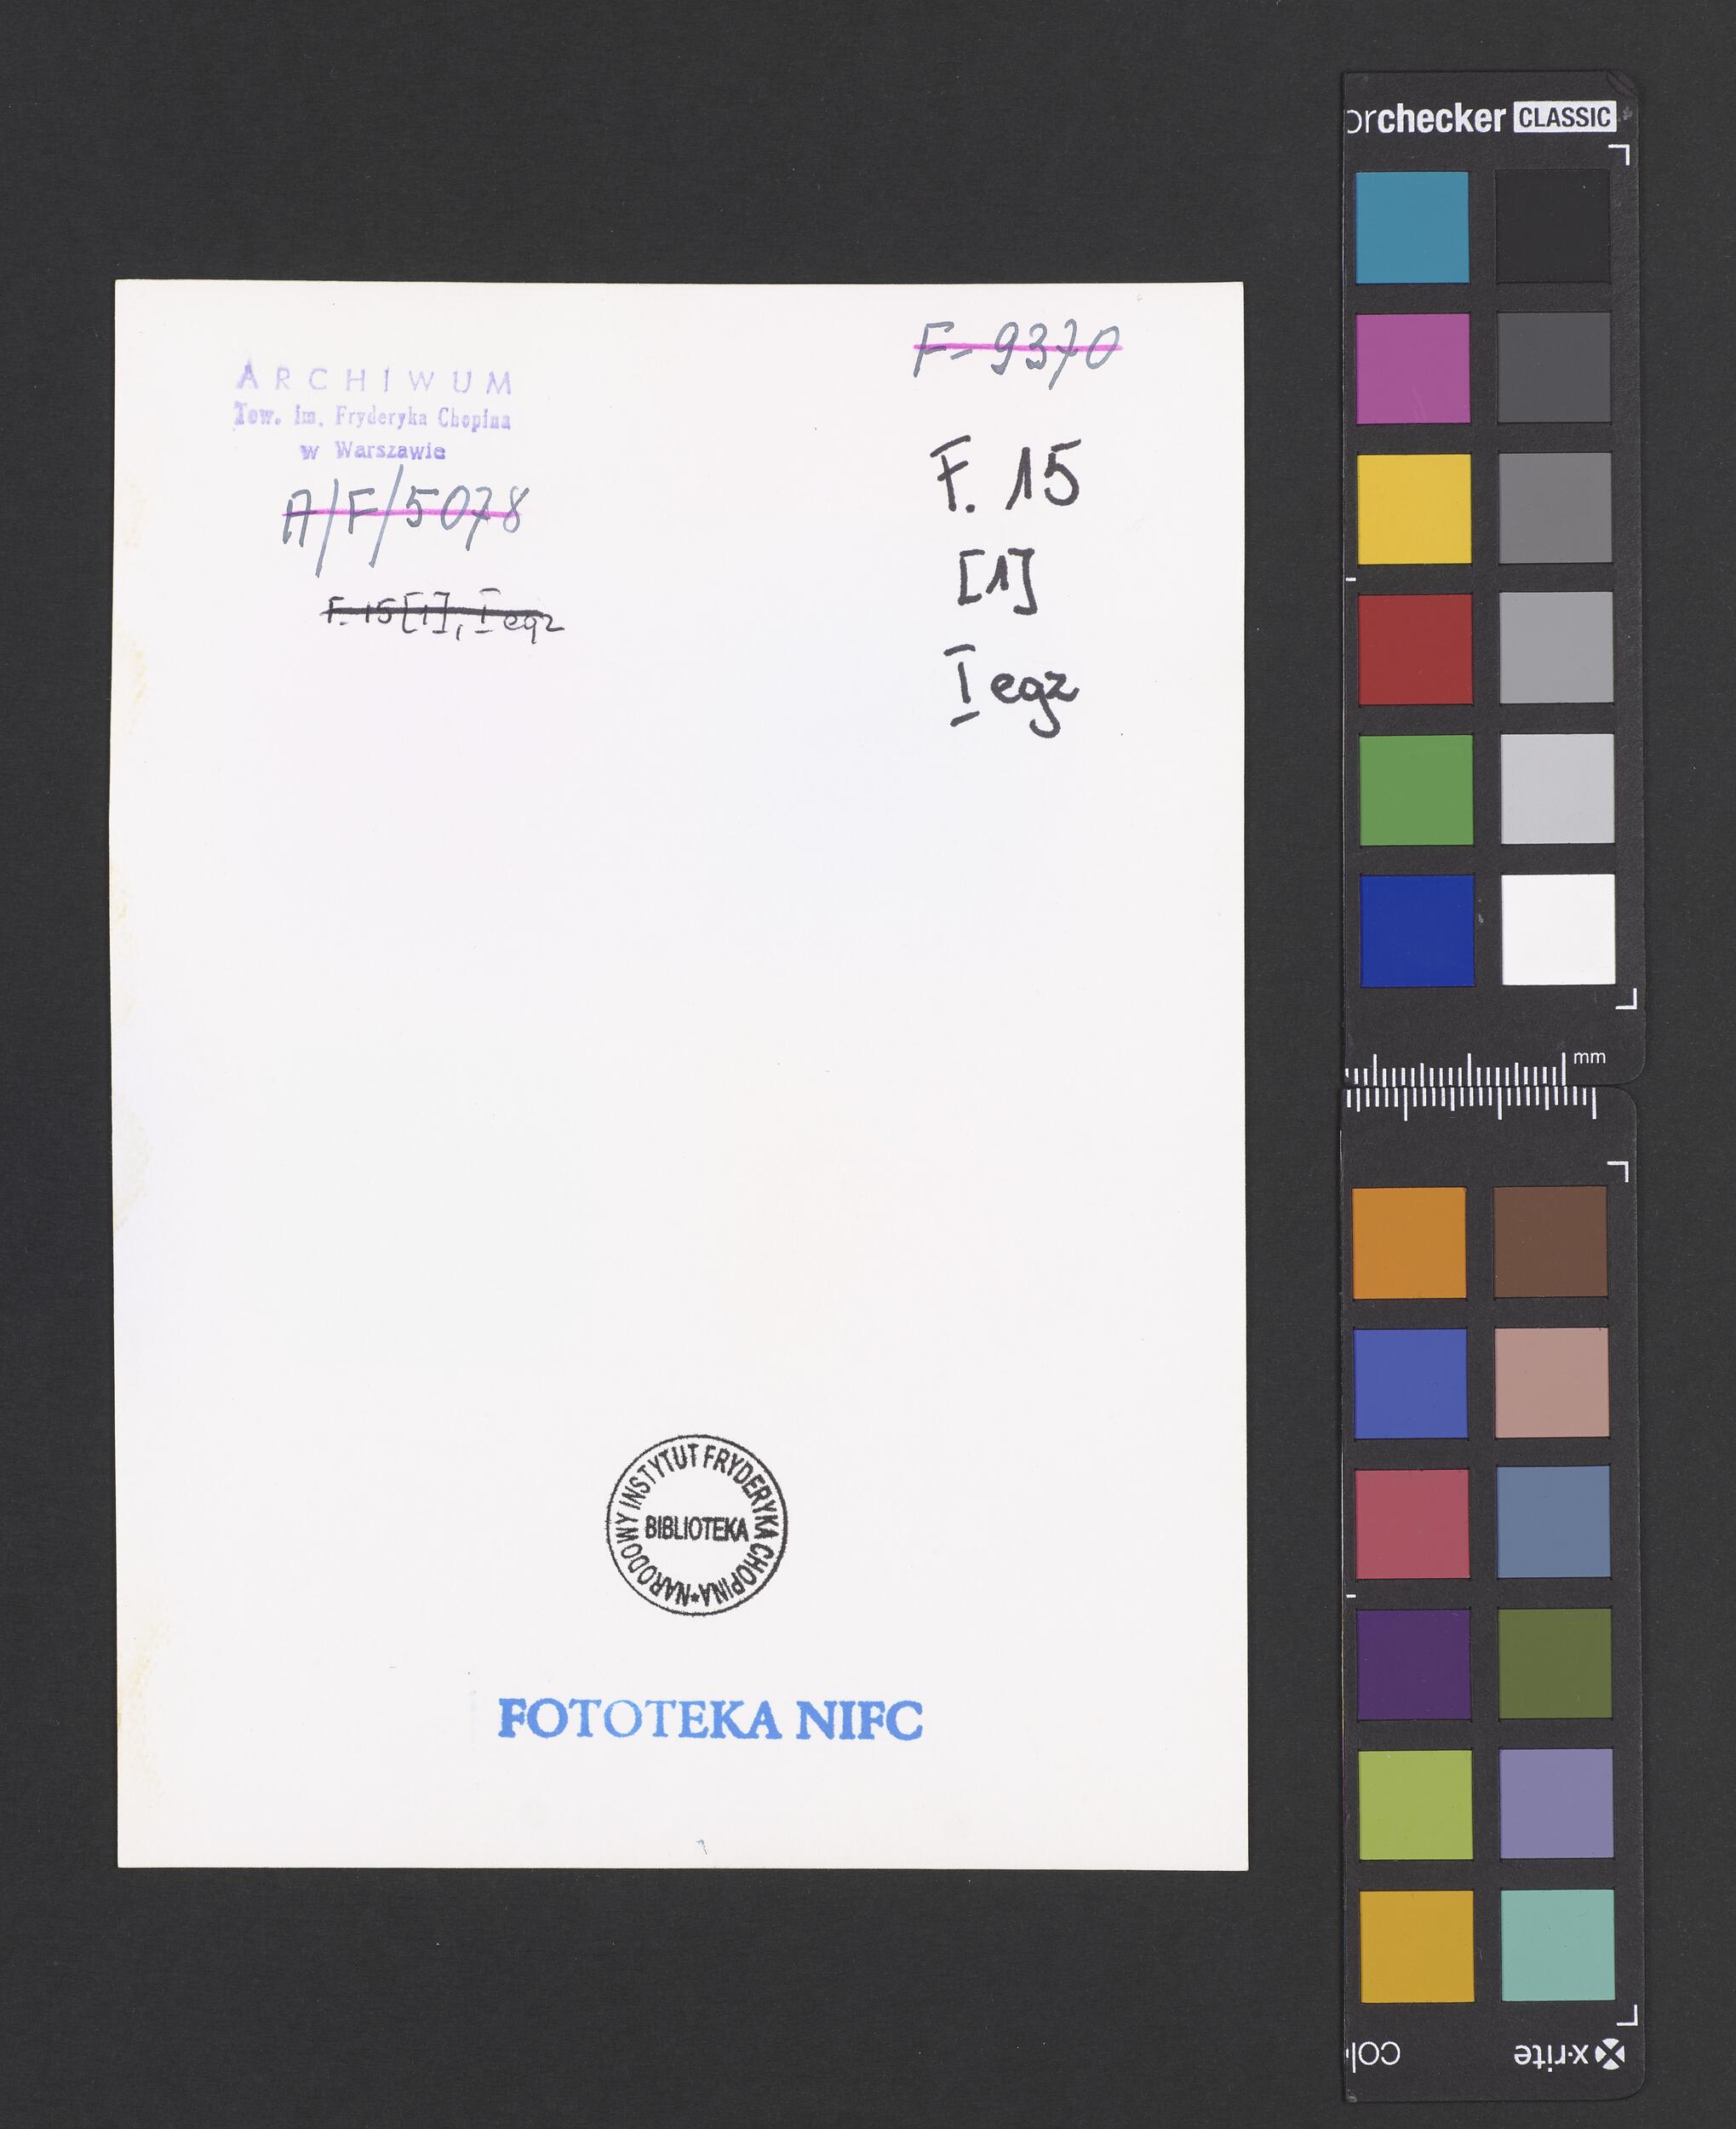 ARCHIWUM
Tow. im. Fryderyka Chopina
w Warszawie
A/F/5078
F. 15 [1], I egz
F-9370
F. 15
[1]
I egz
NARODOWY INSTYTUT FRYDERYKA CHOPINA *
BIBLIOTEKA
FOTOTEKA NIFC
orchecker CLASSIC
mm
x-rite
col